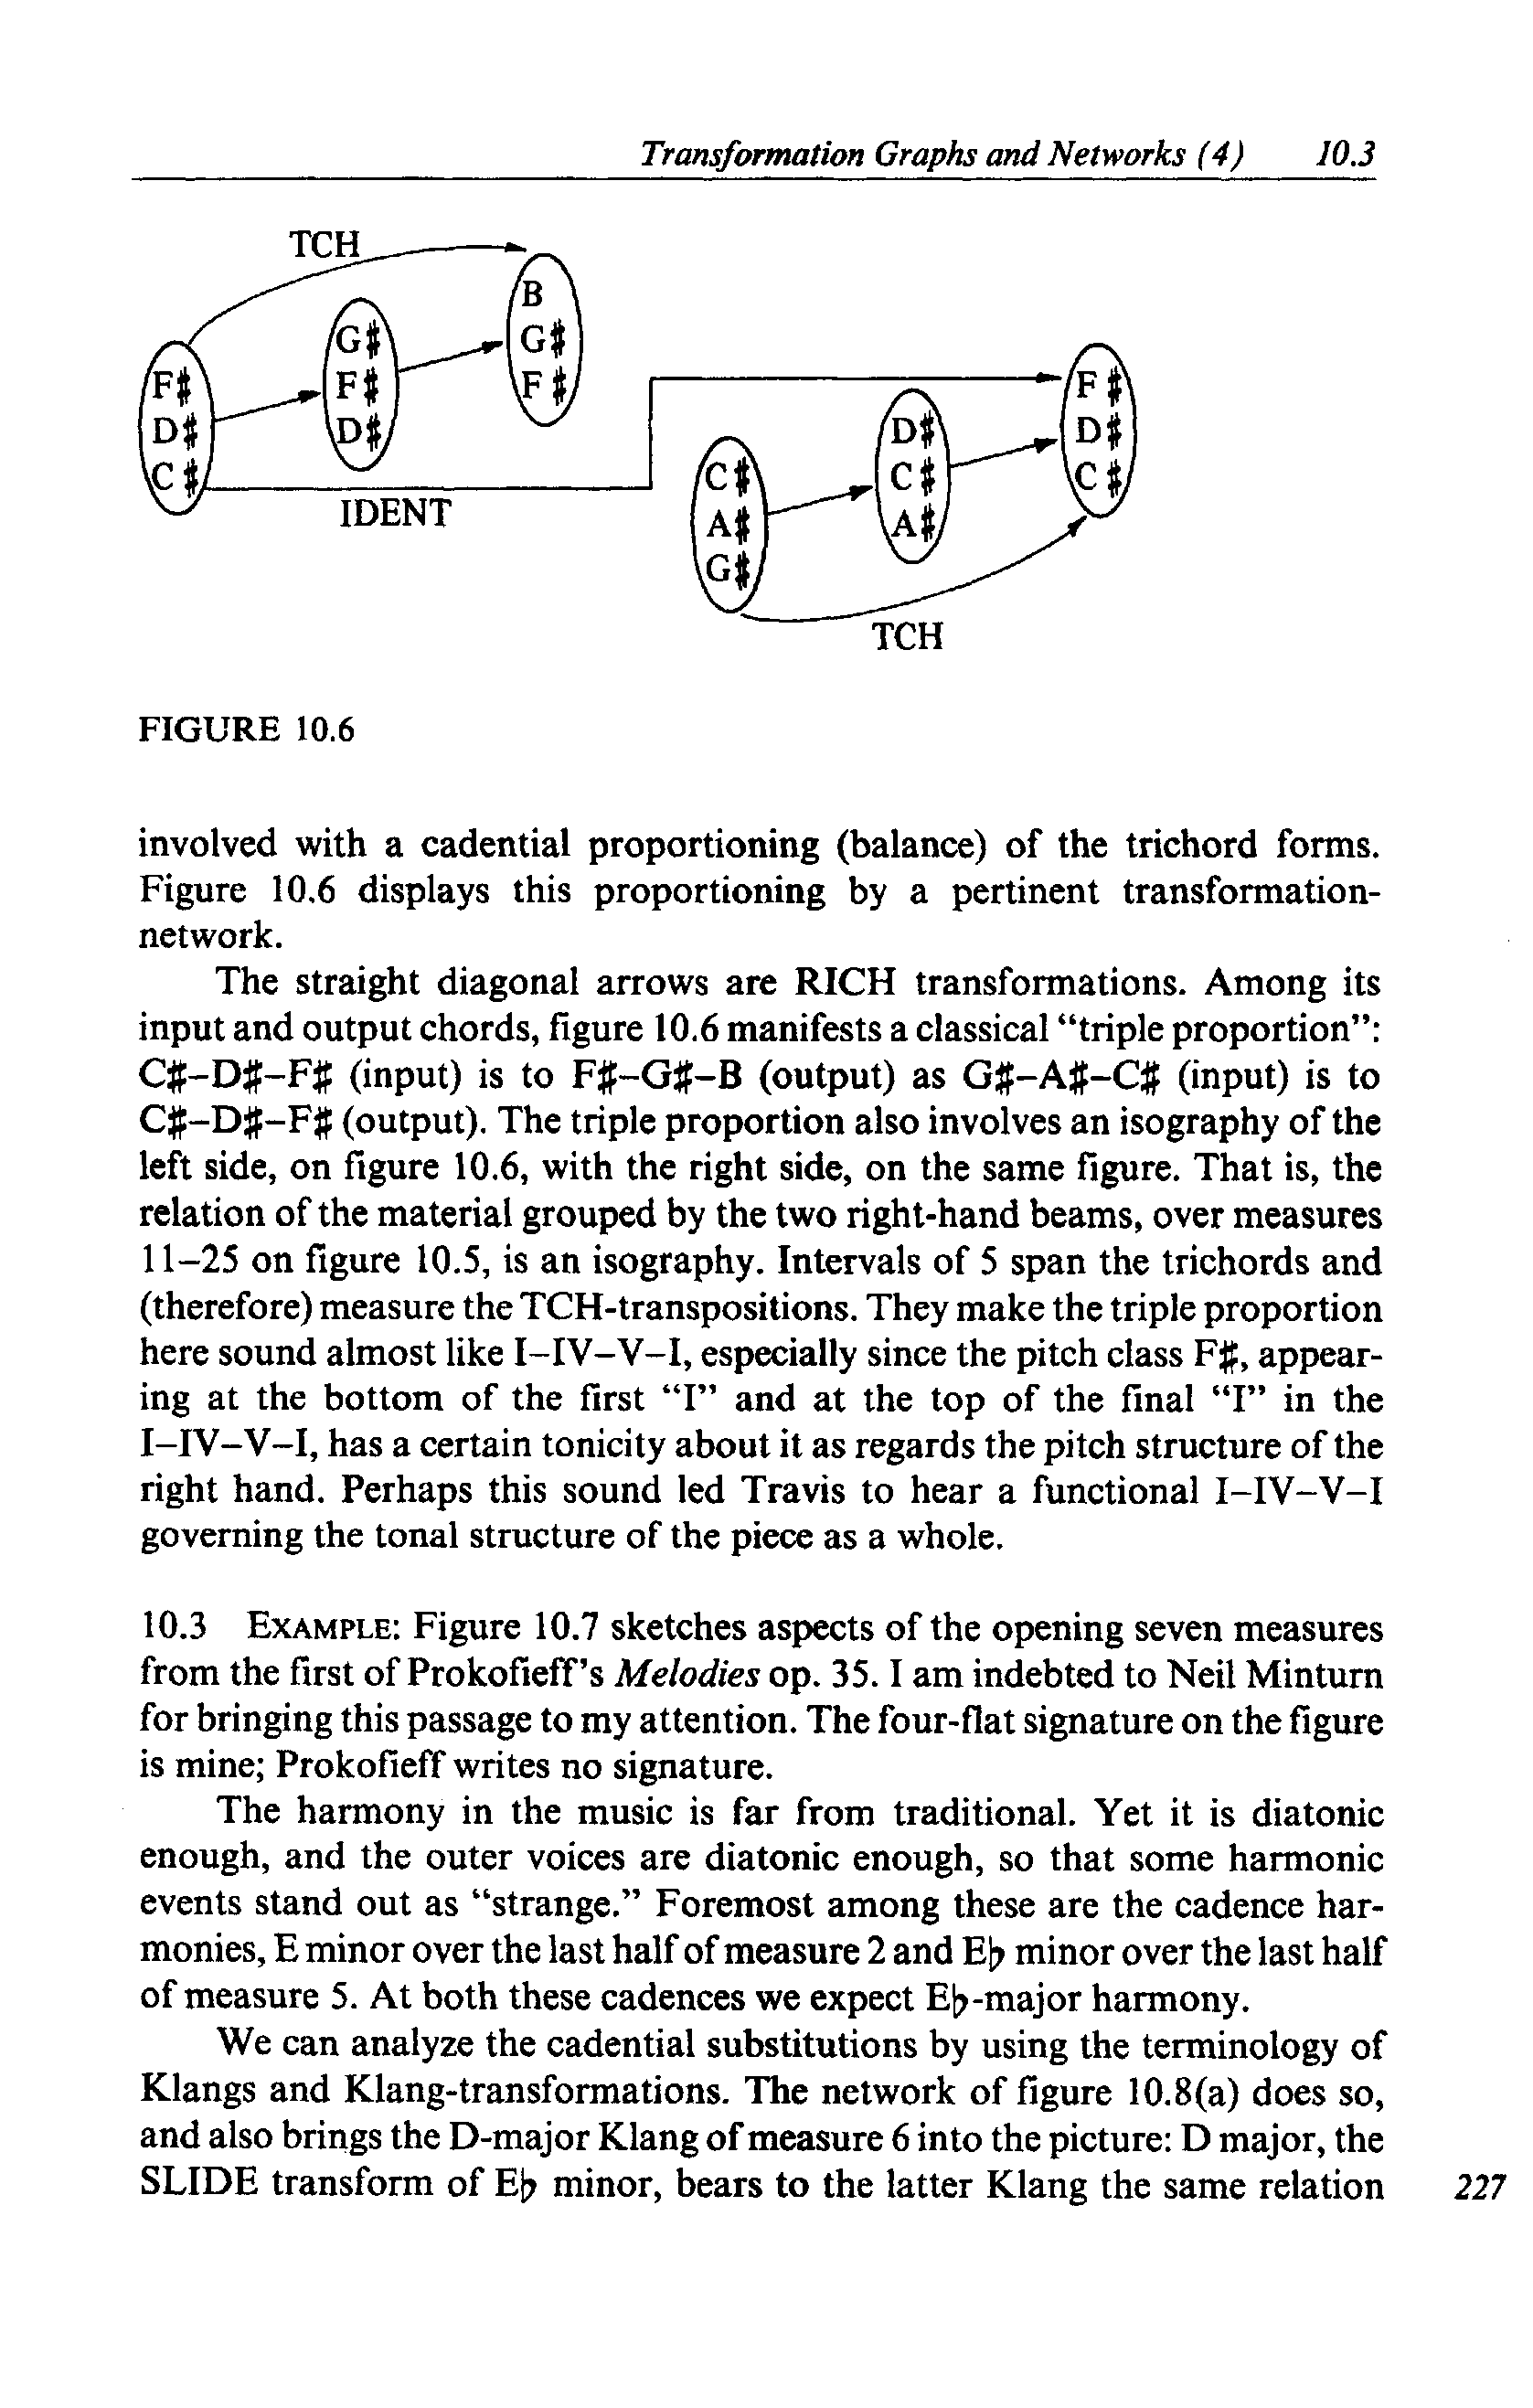 Transformation Graphs and Networks (4) 10.3
TCH
B
G♯
F♯
G♯
F♯
D♯
F♯
D♯
C♯
IDENT
C♯
A♯
G♯
D♯
C♯
A♯
F♯
D♯
C♯
TCH
FIGURE 10.6
involved with a cadential proportioning (balance) of the trichord forms.
Figure 10.6 displays this proportioning by a pertinent transformation-
network.
The straight diagonal arrows are RICH transformations. Among its
input and output chords, figure 10.6 manifests a classical “triple proportion”:
C♯–D♯–F♯ (input) is to F♯–G♯–B (output) as G♯–A♯–C♯ (input) is to
C♯–D♯–F♯ (output). The triple proportion also involves an isography of the
left side, on figure 10.6, with the right side, on the same figure. That is, the
relation of the material grouped by the two right-hand beams, over measures
11–25 on figure 10.5, is an isography. Intervals of 5 span the trichords and
(therefore) measure the TCH-transpositions. They make the triple proportion
here sound almost like I–IV–V–I, especially since the pitch class F♯, appear-
ing at the bottom of the first “I” and at the top of the final “I” in the
I–IV–V–I, has a certain tonicity about it as regards the pitch structure of the
right hand. Perhaps this sound led Travis to hear a functional I–IV–V–I
governing the tonal structure of the piece as a whole.
10.3 EXAMPLE: Figure 10.7 sketches aspects of the opening seven measures
from the first of Prokofieff’s Melodies op. 35. I am indebted to Neil Minturn
for bringing this passage to my attention. The four-flat signature on the figure
is mine; Prokofieff writes no signature.
The harmony in the music is far from traditional. Yet it is diatonic
enough, and the outer voices are diatonic enough, so that some harmonic
events stand out as “strange.” Foremost among these are the cadence har-
monies, E minor over the last half of measure 2 and E♭ minor over the last half
of measure 5. At both these cadences we expect E♭-major harmony.
We can analyze the cadential substitutions by using the terminology of
Klangs and Klang-transformations. The network of figure 10.8(a) does so,
and also brings the D-major Klang of measure 6 into the picture: D major, the
SLIDE transform of E♭ minor, bears to the latter Klang the same relation
227